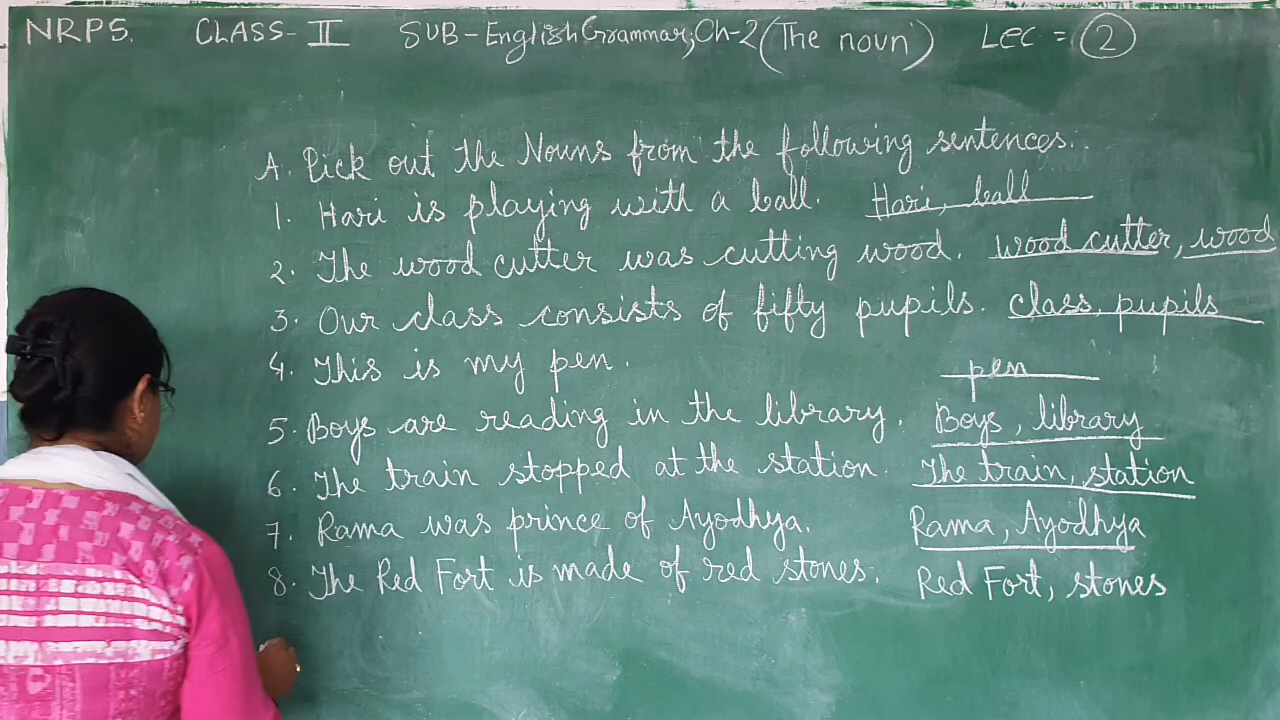 NRPS. CLASS-II SUB-English Grammar, Ch-2 (The noun) Lec = 2
A. Pick out the Nouns from the following sentences.
1. Hari is playing with a ball. Hari, ball
2. The wood cutter was cutting wood. wood cutter, wood
3. Our class consists of fifty pupils. class, pupils
4. This is my pen. pen
5. Boys are reading in the library. Boys, library
6. The train stopped at the station. The train, station
7. Rama was prince of Ayodhya. Rama, Ayodhya
8. The Red Fort is made of red stones. Red Fort, stones